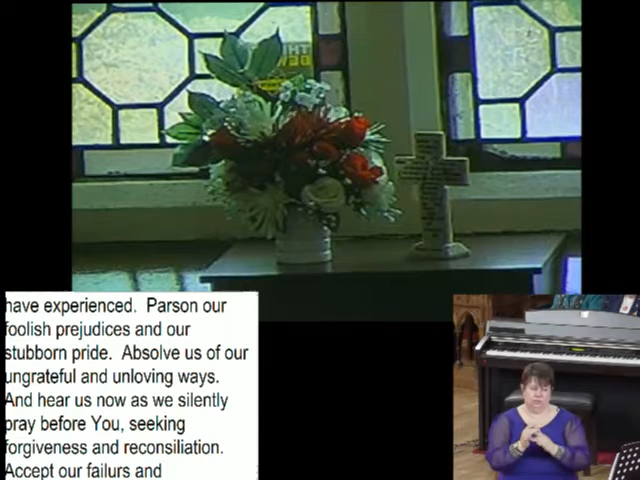 have experienced.  Parson our
foolish prejudices and our
stubborn pride.  Absolve us of our
ungrateful and unloving ways.
And hear us now as we silently
pray before You, seeking
forgiveness and reconsiliation.
Accept our failurs and